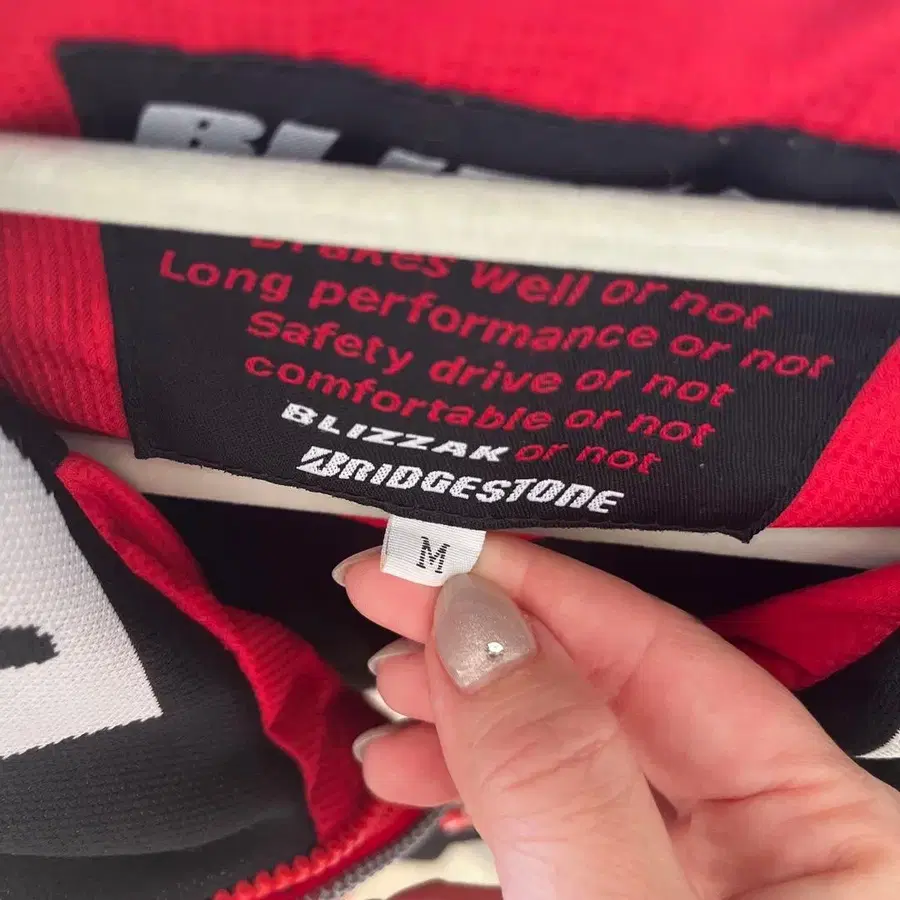 Brakes well or not
Long performance or not
Safety drive or not
comfortable or not
BLIZZAK or not
BRIDGESTONE
M